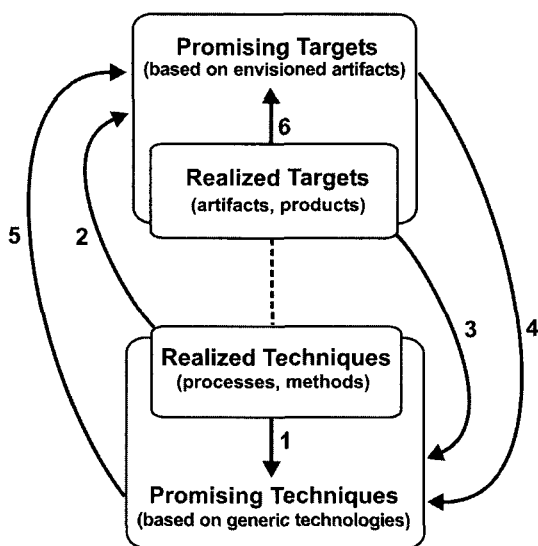 Promising Targets
(based on envisioned artifacts)
6
Realized Targets
(artifacts, products)
5
2
3
4
Realized Techniques
(processes, methods)
1
Promising Techniques
(based on generic technologies)